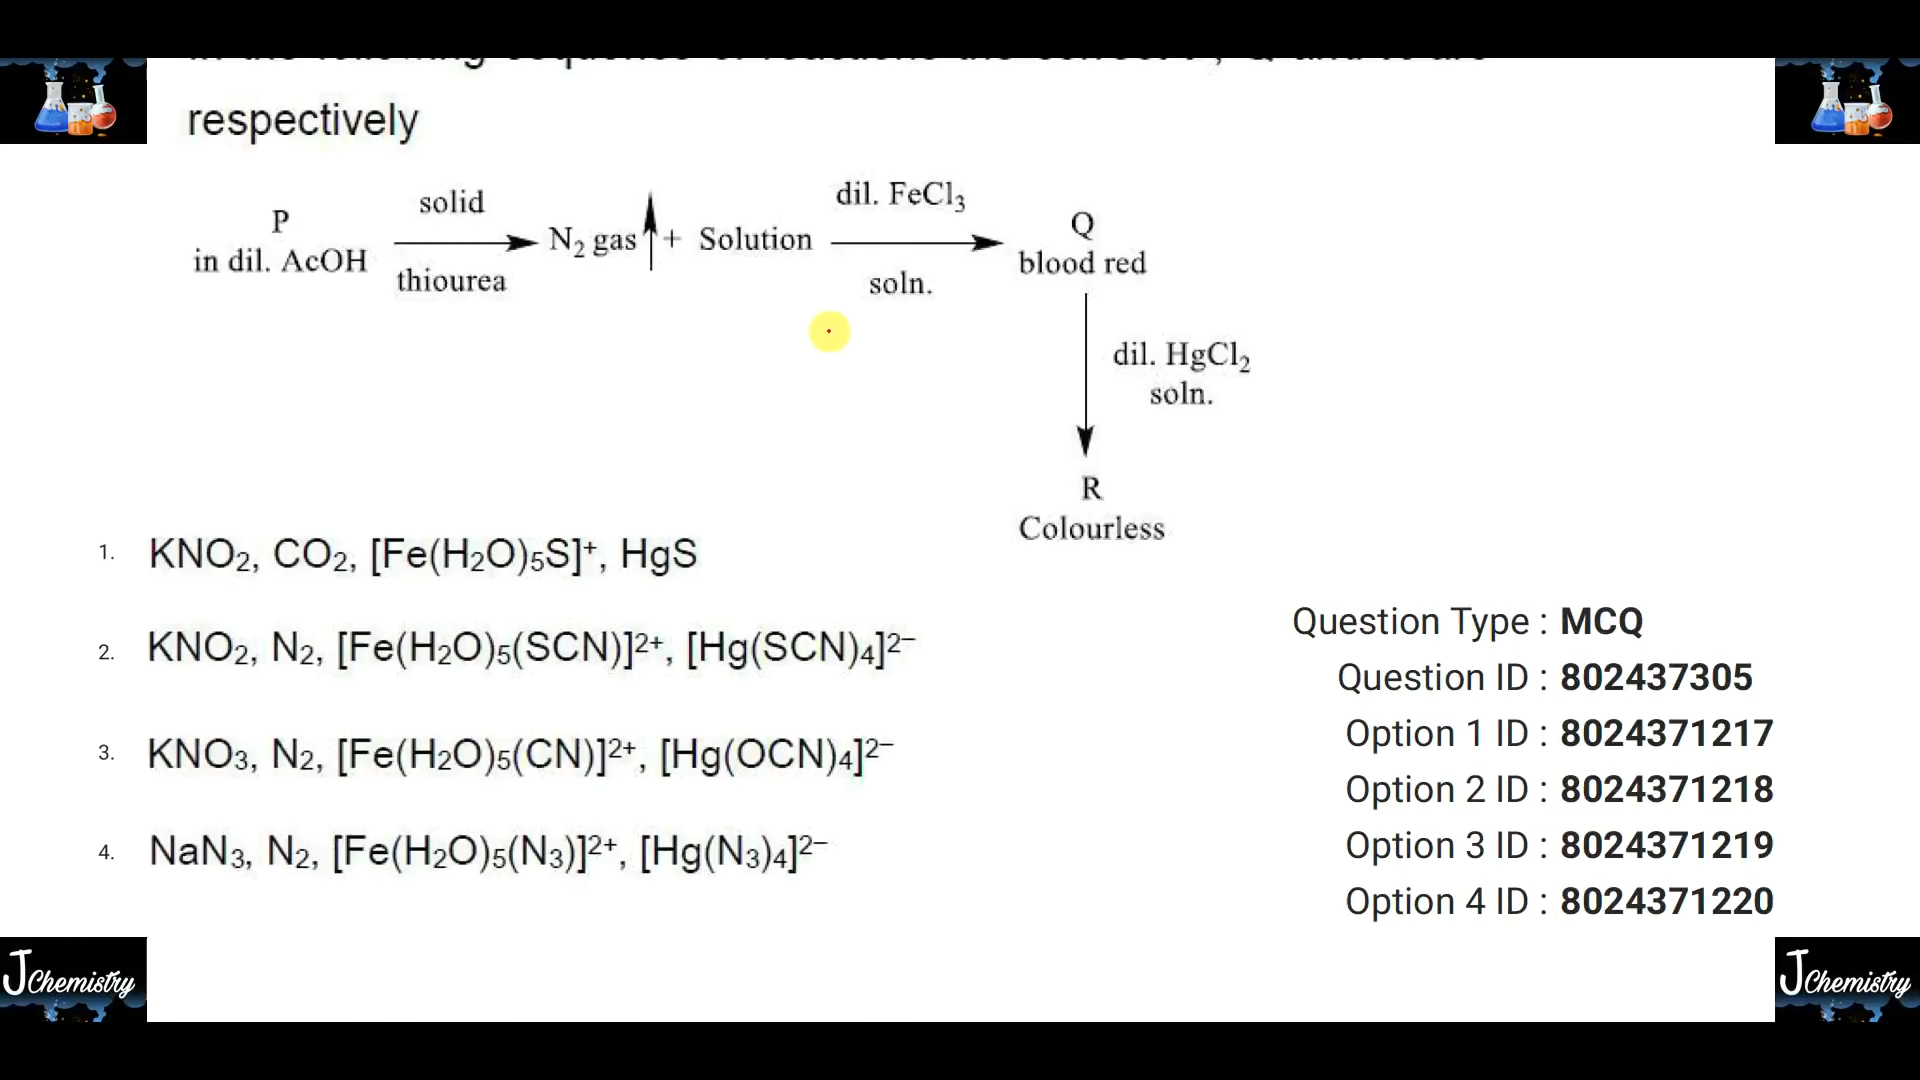 respectively
P
in dil. AcOH
solid
thiourea
N₂ gas + Solution
dil. FeCl₃
soln.
Q
blood red
dil. HgCl₂
soln.
R
Colourless
1. KNO₂, CO₂, [Fe(H₂O)₅S]⁺, HgS
2. KNO₂, N₂, [Fe(H₂O)₅(SCN)]²⁺, [Hg(SCN)₄]²⁻
3. KNO₃, N₂, [Fe(H₂O)₅(CN)]²⁺, [Hg(OCN)₄]²⁻
4. NaN₃, N₂, [Fe(H₂O)₅(N₃)]²⁺, [Hg(N₃)₄]²⁻
Question Type : MCQ
Question ID : 802437305
Option 1 ID : 8024371217
Option 2 ID : 8024371218
Option 3 ID : 8024371219
Option 4 ID : 8024371220
JChemistry
JChemistry